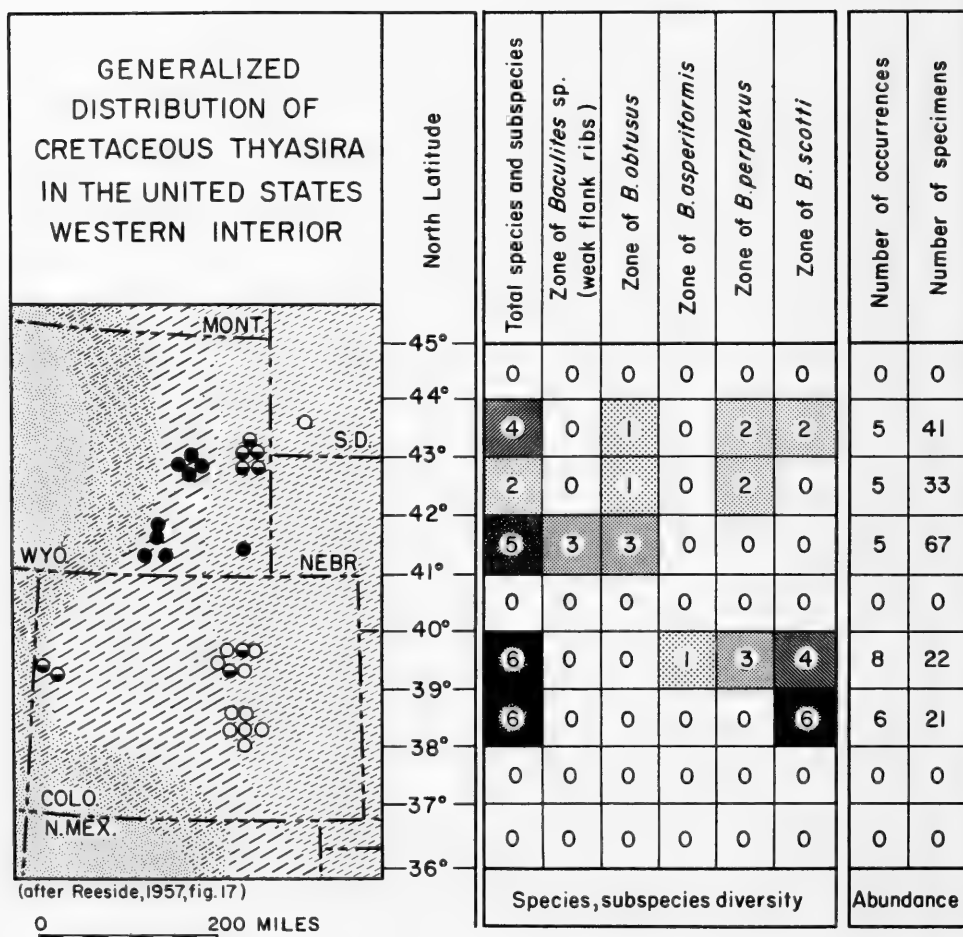 GENERALIZED
DISTRIBUTION OF
CRETACEOUS THYASIRA
IN THE UNITED STATES
WESTERN INTERIOR
North Latitude
Total species and subspecies
Zone of Baculites sp.
(weak flank ribs)
Zone of B. obtusus
Zone of B. asperiformis
Zone of B. perplexus
Zone of B. scotti
Number of occurrences
Number of specimens
MONT.
S.D.
WYO.
NEBR.
COLO.
N.MEX.
45°
0 0 0 0 0 0 0 0
44°
4 0 1 0 2 2 5 41
43°
2 0 1 0 2 0 5 33
42°
5 3 3 0 0 0 5 67
41°
0 0 0 0 0 0 0 0
40°
6 0 0 1 3 4 8 22
39°
6 0 0 0 0 6 6 21
38°
0 0 0 0 0 0 0 0
37°
0 0 0 0 0 0 0 0
36°
(after Reeside, 1957, fig. 17)
0 200 MILES
Species, subspecies diversity
Abundance